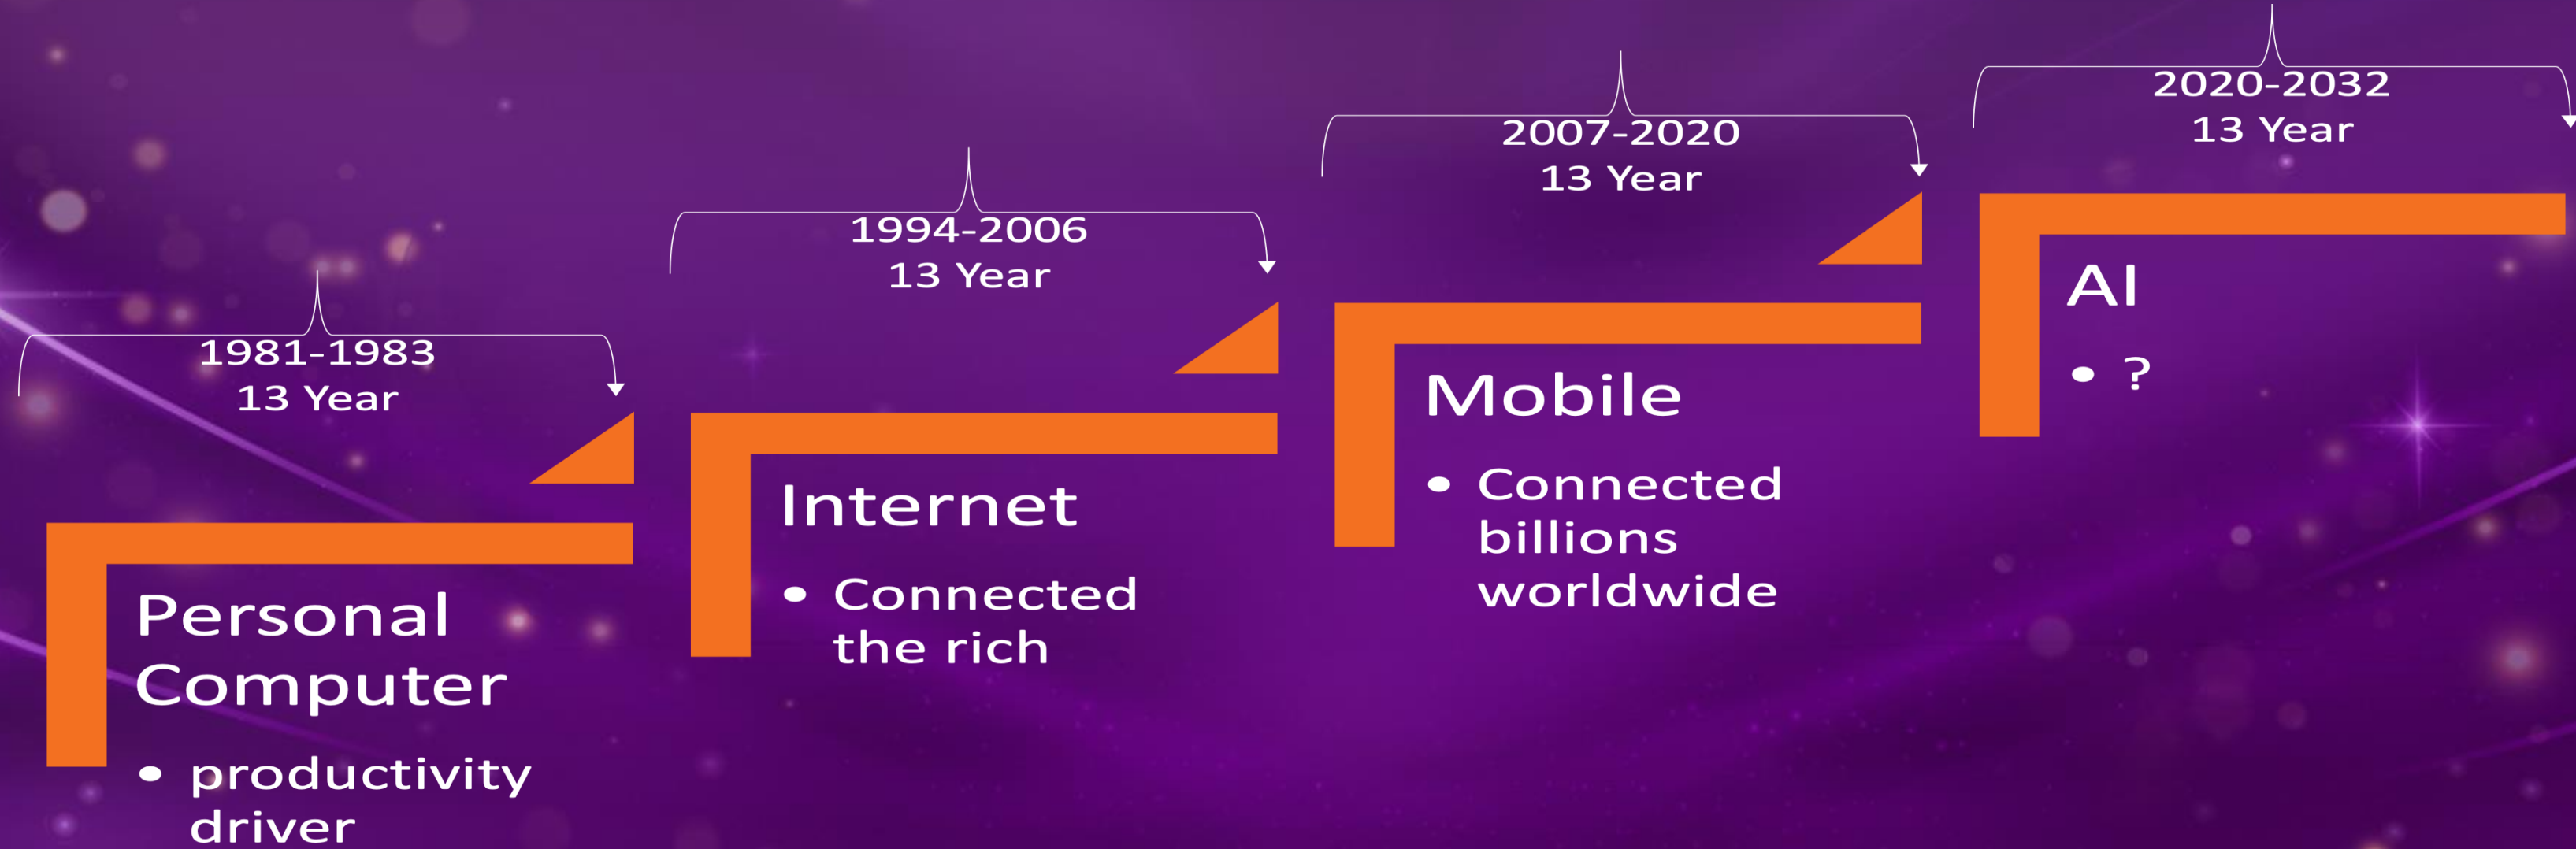 1981-1983
13 Year
Personal
Computer
• productivity
driver
1994-2006
13 Year
Internet
• Connected
the rich
2007-2020
13 Year
Mobile
• Connected
billions
worldwide
2020-2032
13 Year
AI
• ?